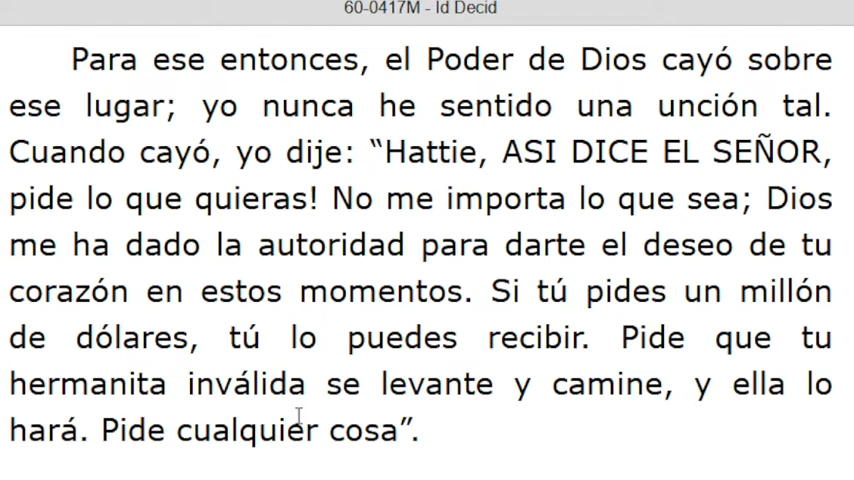 60-0417M - Id Decid
Para ese entonces, el Poder de Dios cayó sobre
ese lugar; yo nunca he sentido una unción tal.
Cuando cayó, yo dije: “Hattie, ASI DICE EL SEÑOR,
pide lo que quieras! No me importa lo que sea; Dios
me ha dado la autoridad para darte el deseo de tu
corazón en estos momentos. Si tú pides un millón
de dólares, tú lo puedes recibir. Pide que tu
hermanita inválida se levante y camine, y ella lo
hará. Pide cualquier cosa”.